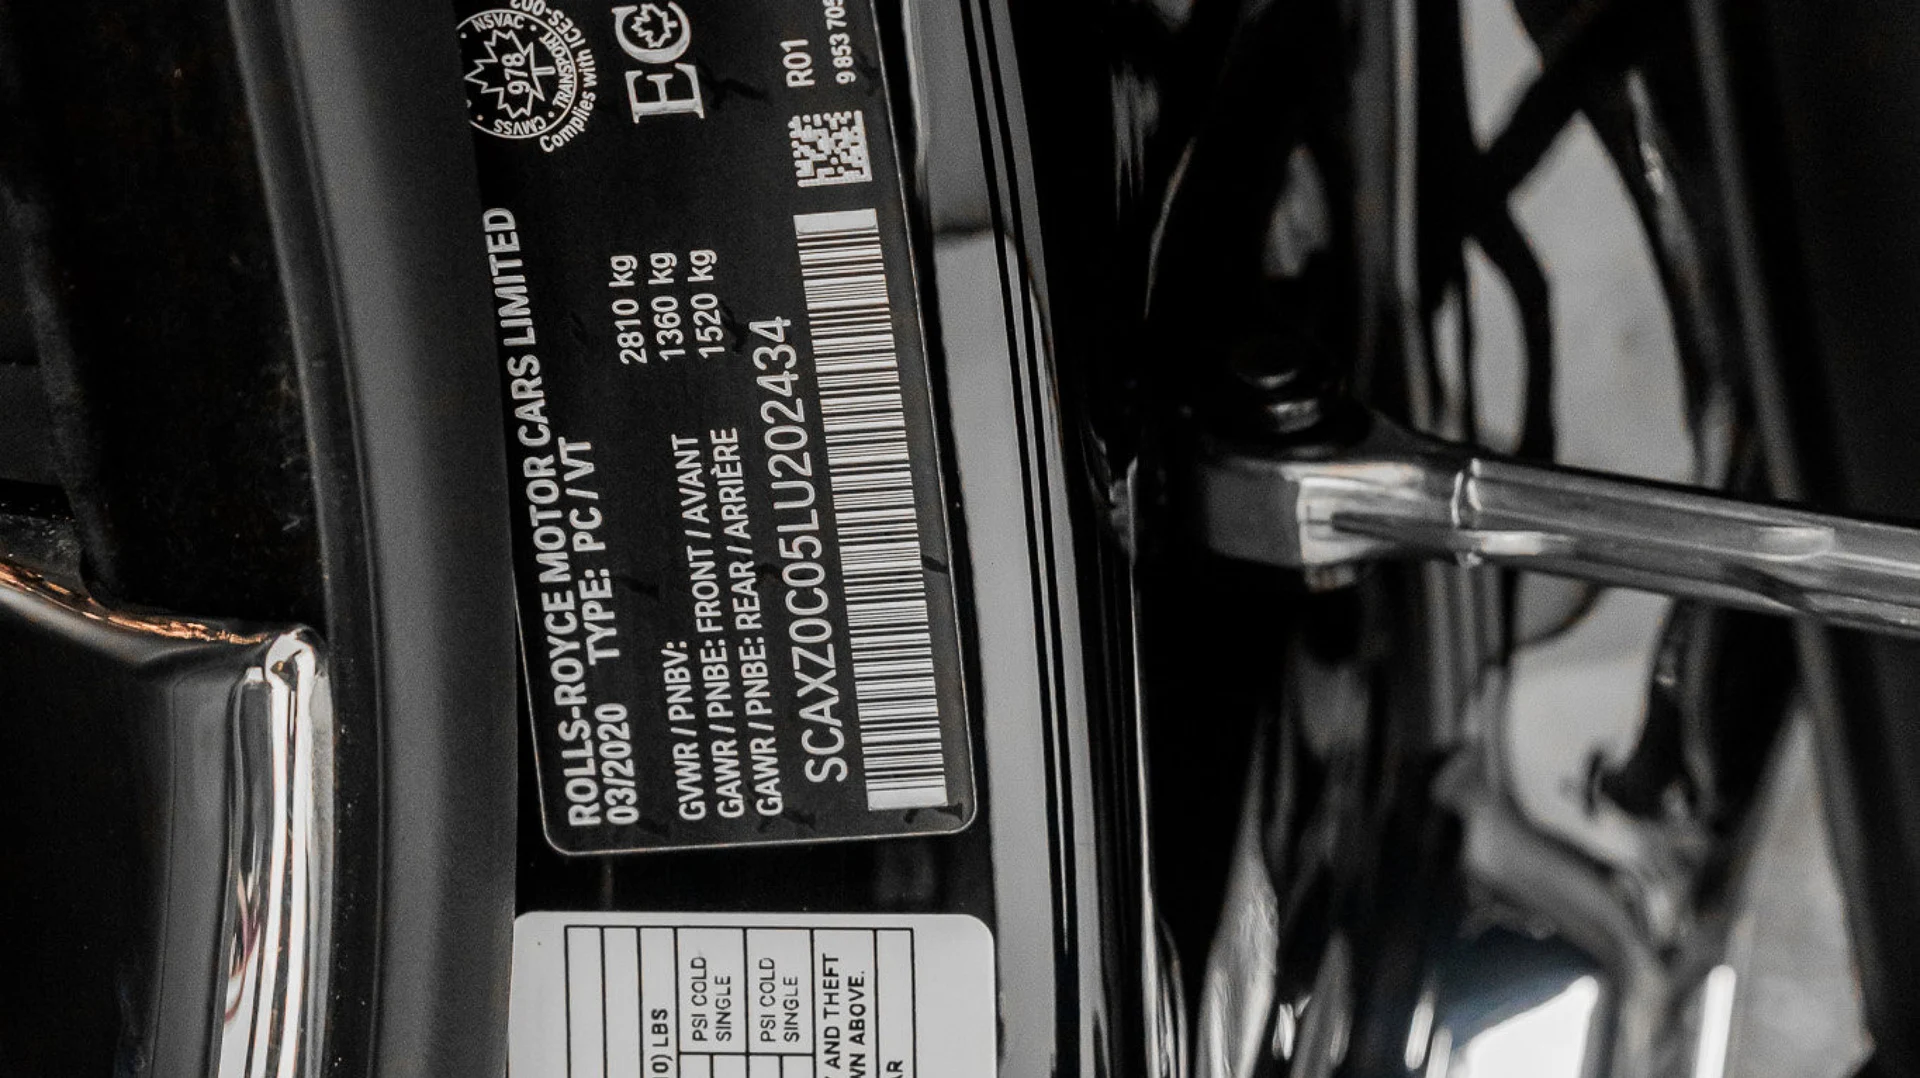 ROLLS-ROYCE MOTOR CARS LIMITED
03/2020 TYPE: PC/VT
GVWR / PNBV: 2810 kg
GAWR / PNBE: FRONT / AVANT 1360 kg
GAWR / PNBE: REAR / ARRIÈRE 1520 kg
SCAXZ0C05LU202434
NSVAC
978
TRANSPORT
CMVSS
Complies with ICES-003
EC
R01
9 853 705
0) LBS
PSI COLD
SINGLE
PSI COLD
SINGLE
AND THEFT
WN ABOVE.
AR